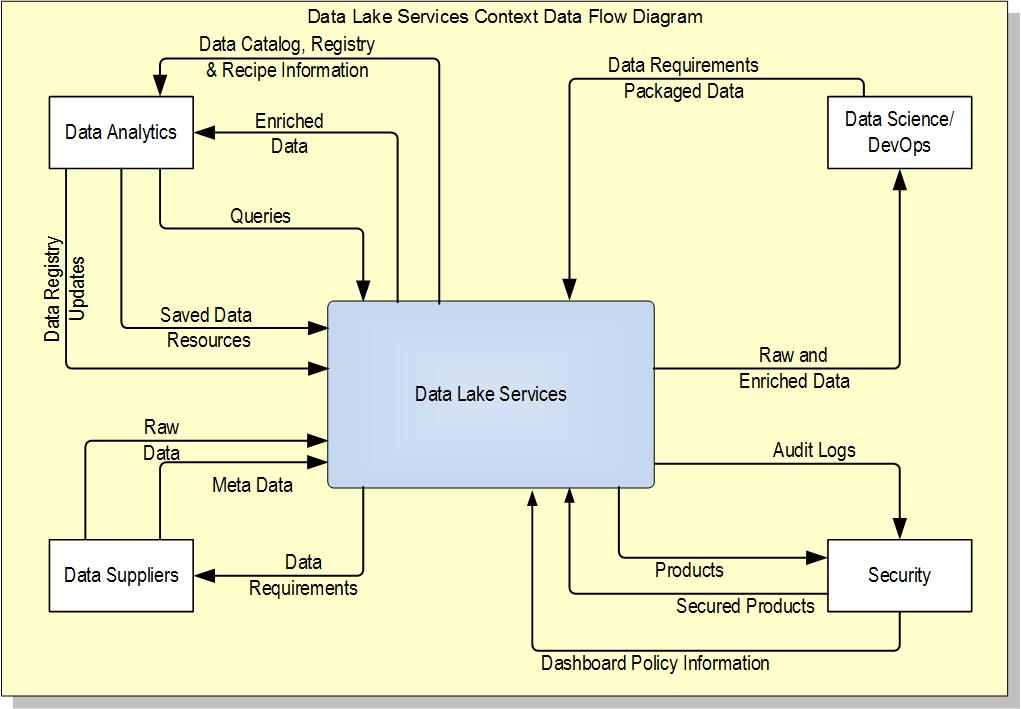 Data Lake Services Context Data Flow Diagram
Data Catalog, Registry
& Recipe Information
Data Requirements
Packaged Data
Data Analytics
Enriched
Data
Data Science/
DevOps
Queries
Data Registry
Updates
Saved Data
Resources
Raw and
Enriched Data
Data Lake Services
Raw
Data
Meta Data
Audit Logs
Data Suppliers
Data
Requirements
Products
Security
Secured Products
Dashboard Policy Information